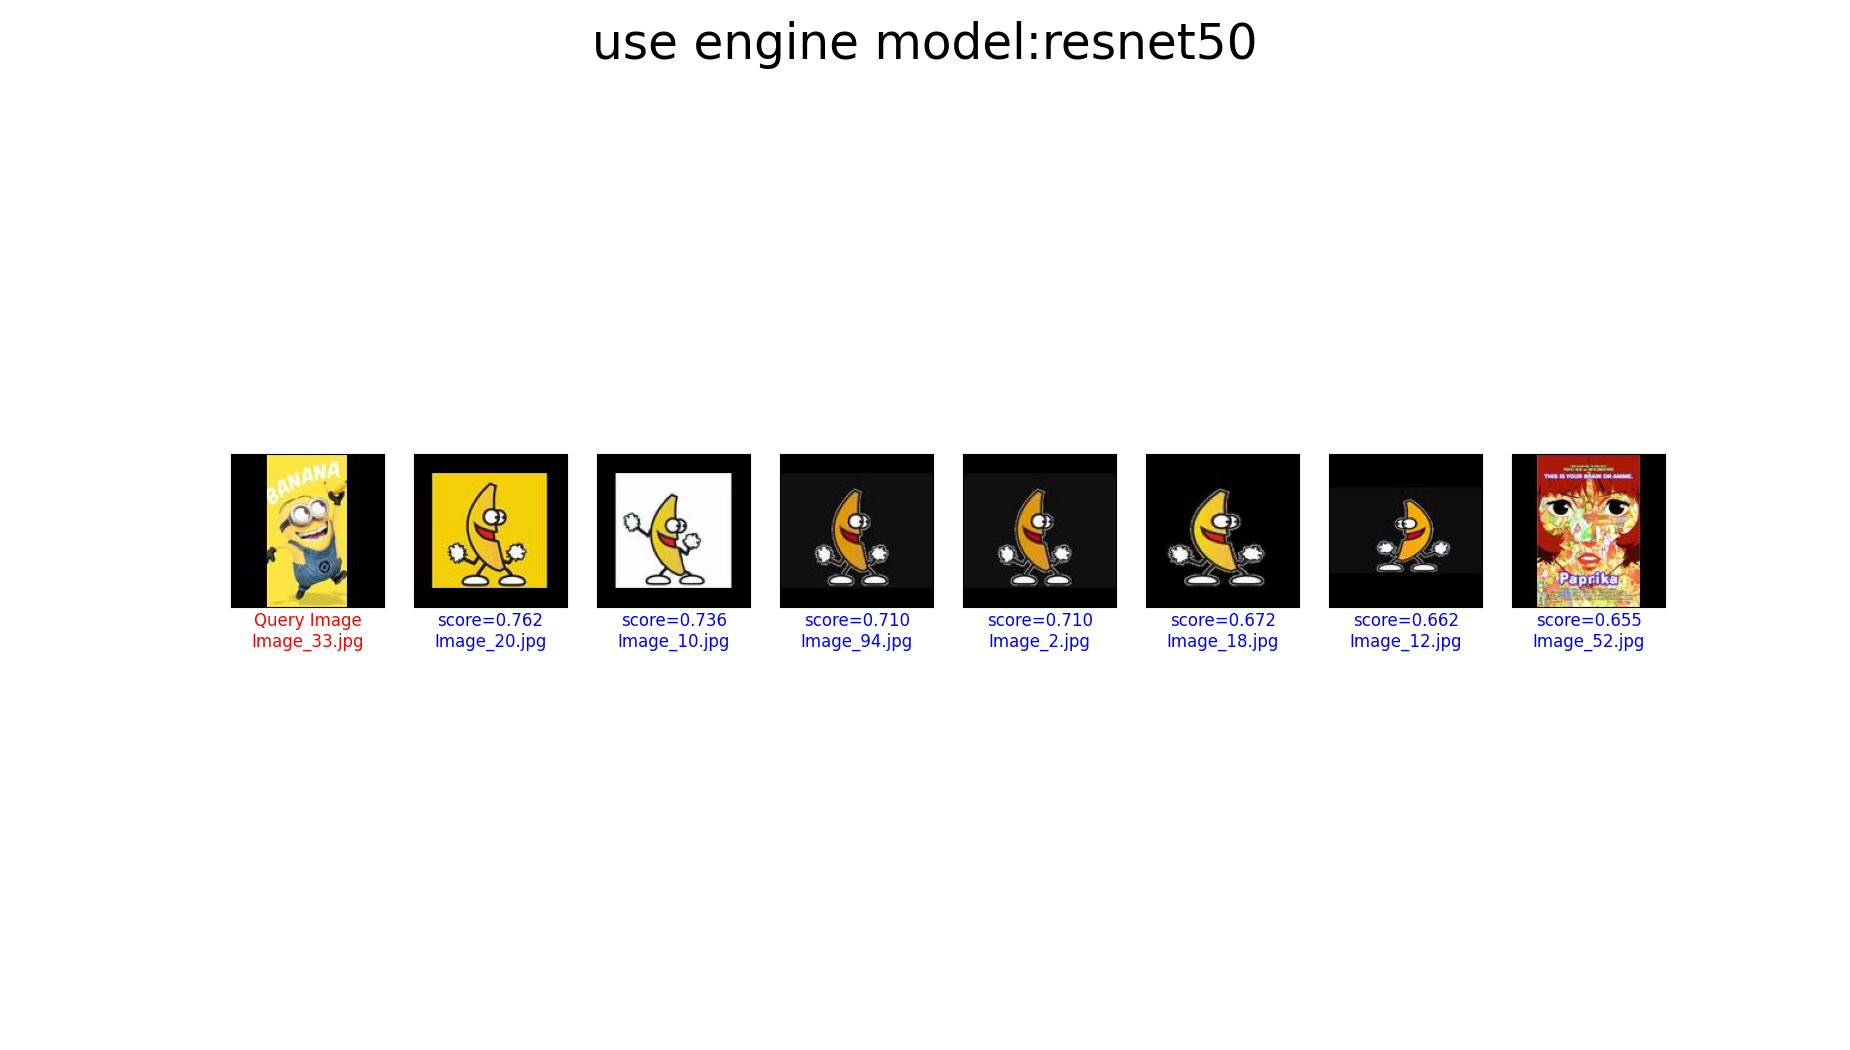 use engine model:resnet50
BANANA
THIS IS YOUR BRAIN ON ANIME.
Paprika
Query Image
Image_33.jpg
score=0.762
Image_20.jpg
score=0.736
Image_10.jpg
score=0.710
Image_94.jpg
score=0.710
Image_2.jpg
score=0.672
Image_18.jpg
score=0.662
Image_12.jpg
score=0.655
Image_52.jpg